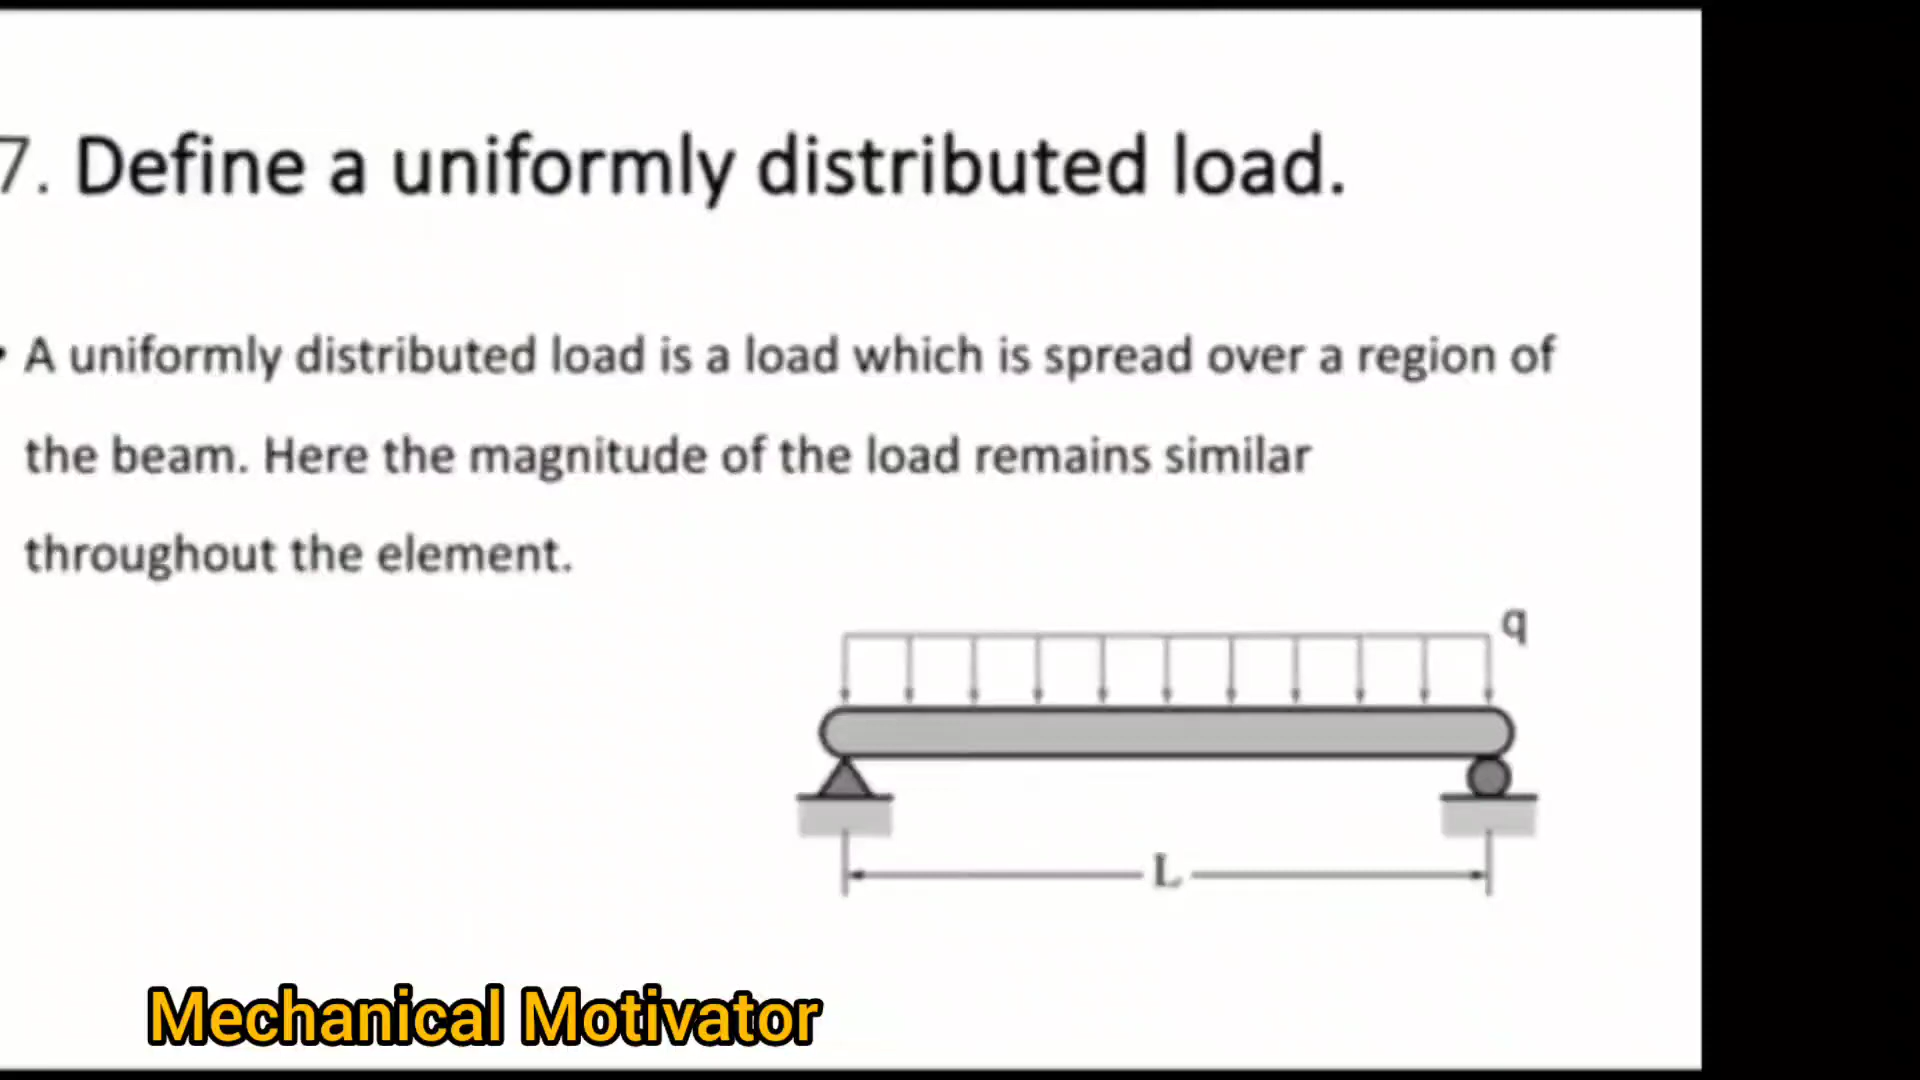 7. Define a uniformly distributed load.
• A uniformly distributed load is a load which is spread over a region of
the beam. Here the magnitude of the load remains similar
throughout the element.
q
L
Mechanical Motivator